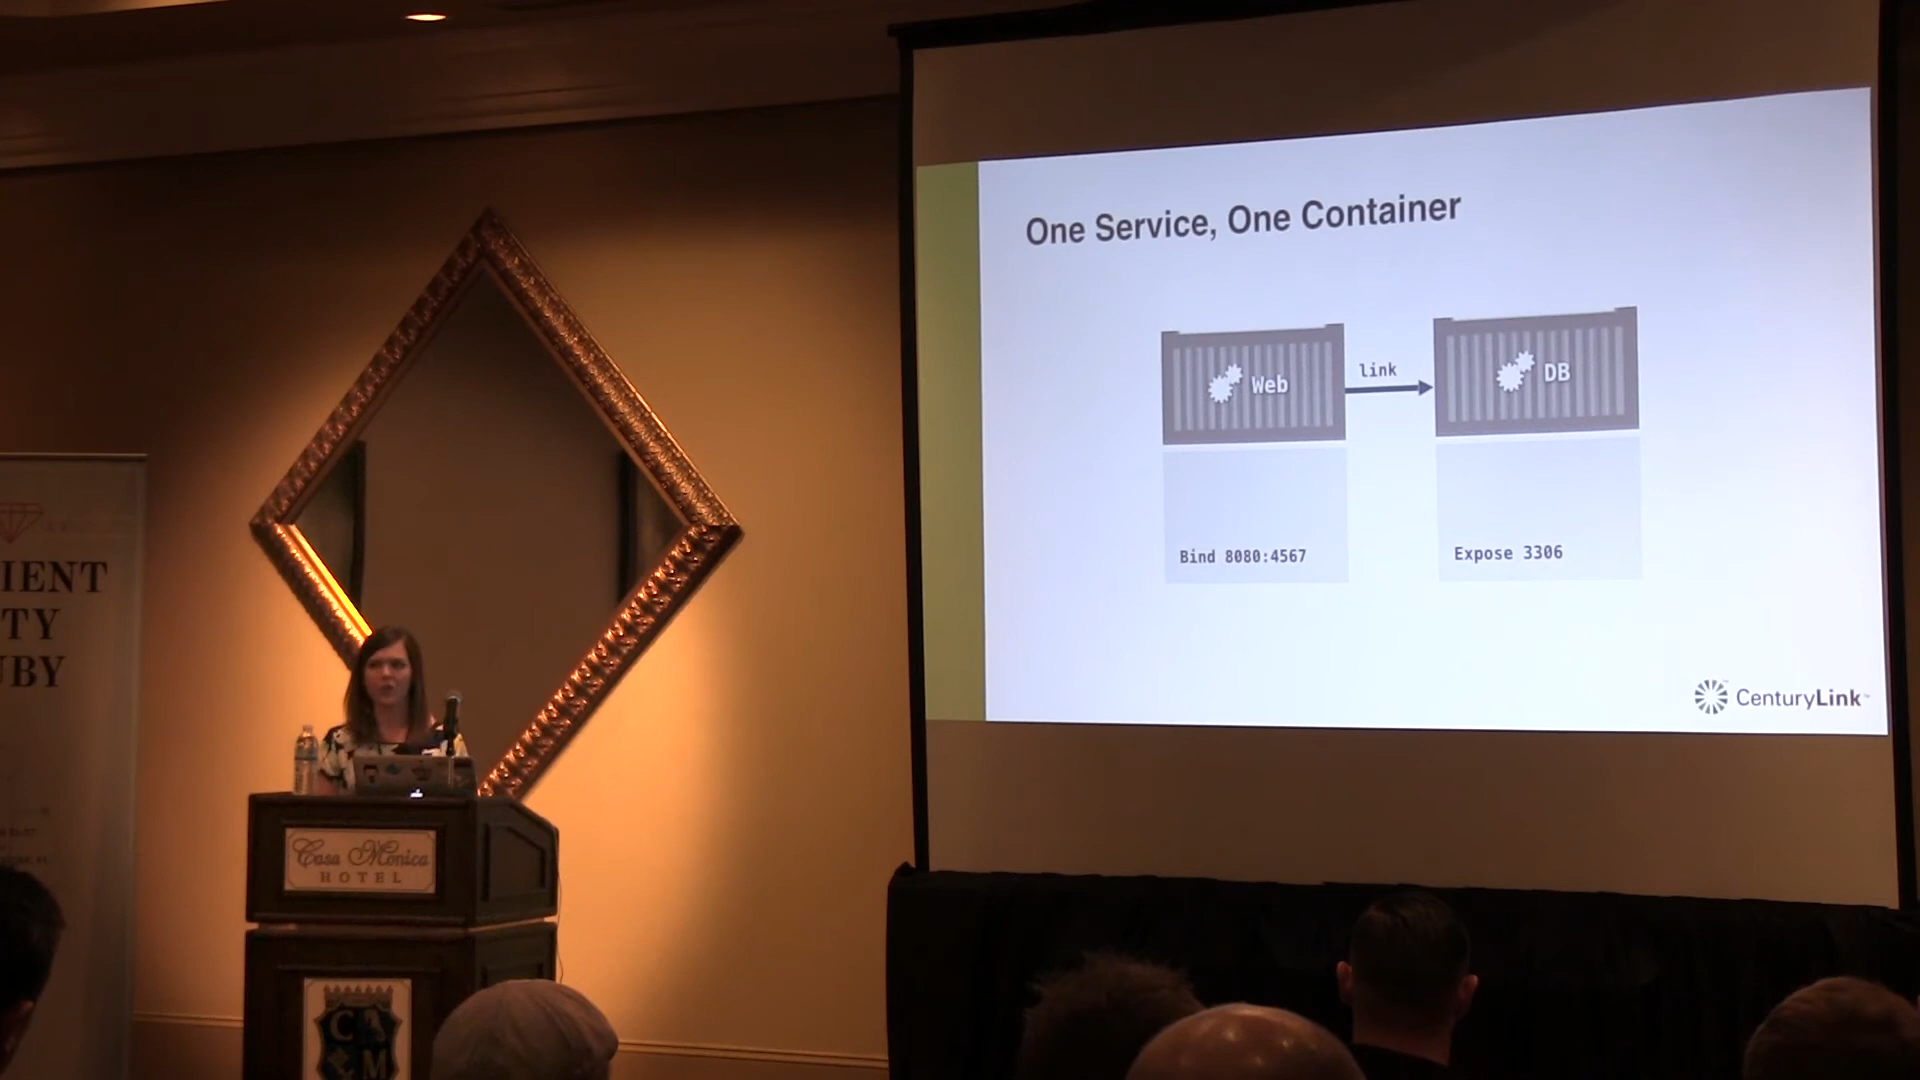 One Service, One Container
Web
link
DB
Bind 8080:4567
Expose 3306
CenturyLink
IENT
TY
UBY
Casa Monica
HOTEL
C
M